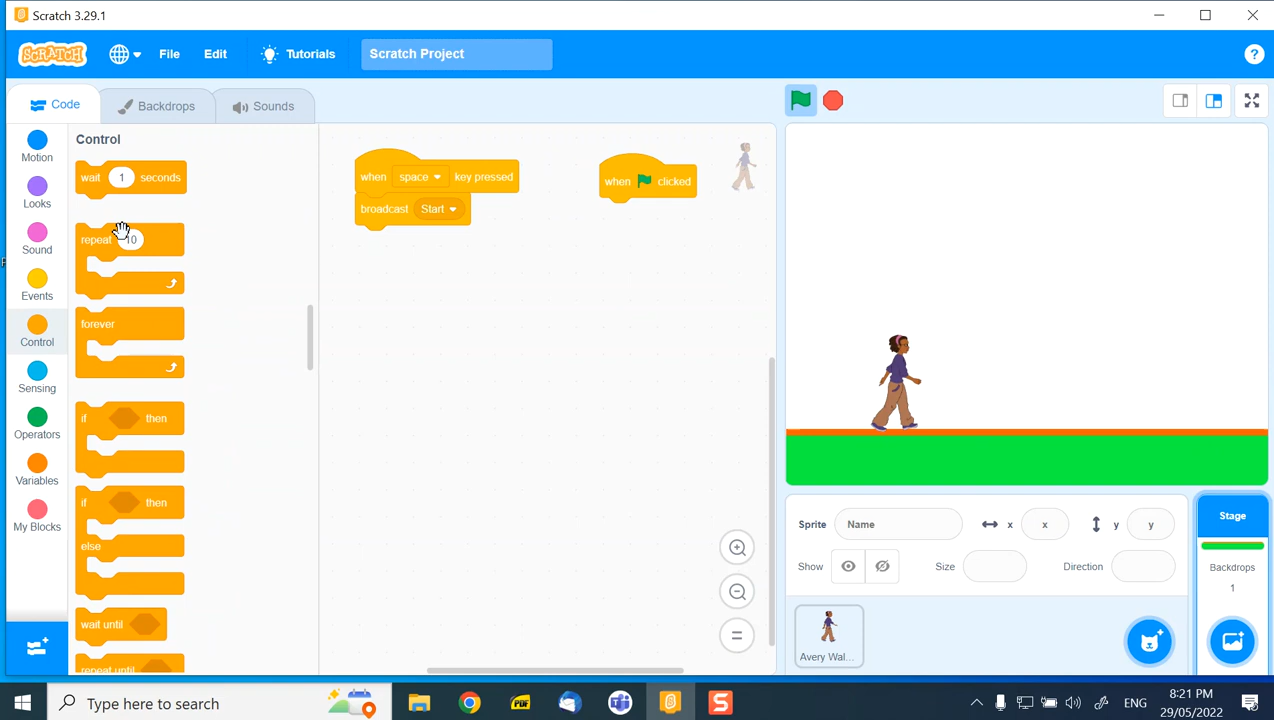 Scratch 3.29.1
SCRATCH File Edit Tutorials Scratch Project ?
Code Backdrops Sounds
Motion
Looks
Sound
Events
Control
Sensing
Operators
Variables
My Blocks
Control
wait 1 seconds
repeat 10
forever
if then
if then
else
wait until
repeat until
when space key pressed
broadcast Start
when clicked
Sprite Name x x y y
Show Size Direction
Avery Wal...
Stage
Backdrops
1
Type here to search
PDF
S
ENG
8:21 PM
29/05/2022